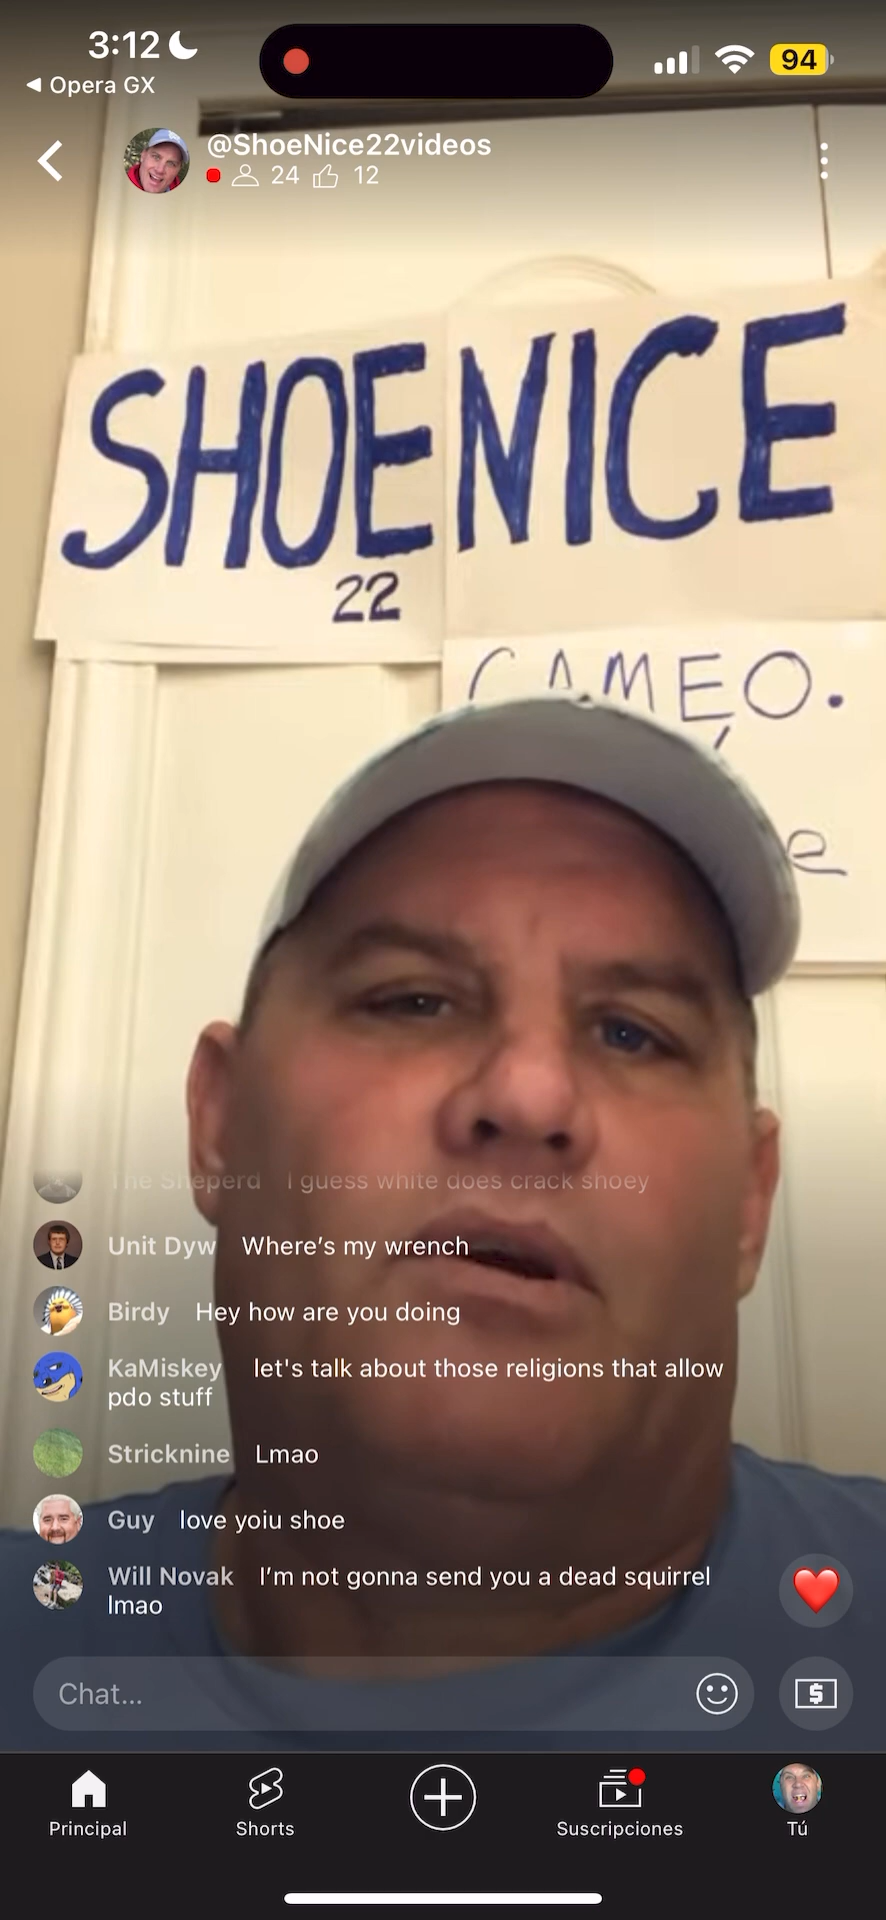 3:12
94
Opera GX
@ShoeNice22videos
24 12
SHOENICE
22
CAMEO.
e
The Sheperd I guess white does crack shoey
Unit Dyw Where's my wrench
Birdy Hey how are you doing
KaMiskey let's talk about those religions that allow
pdo stuff
Stricknine Lmao
Guy love yoiu shoe
Will Novak I'm not gonna send you a dead squirrel
lmao
Chat...
Principal
Shorts
Suscripciones
Tú